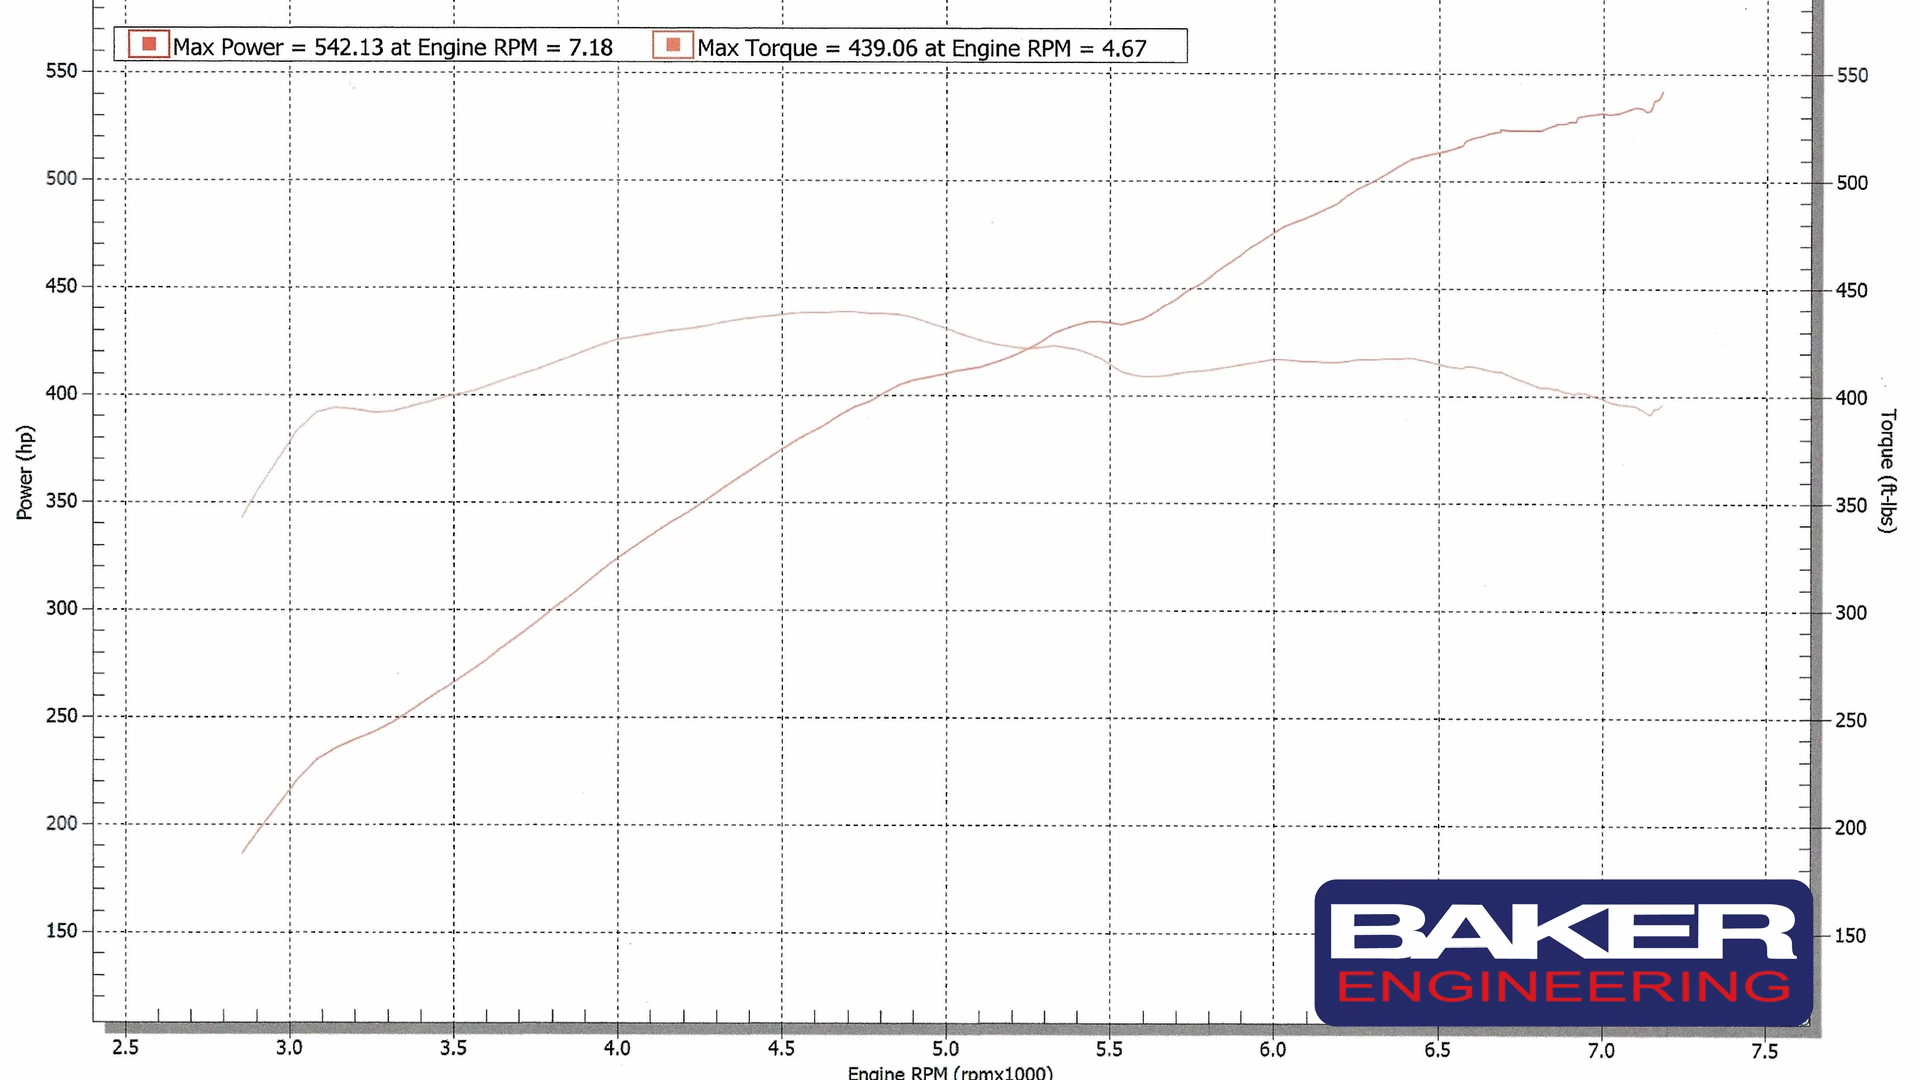 Max Power = 542.13 at Engine RPM = 7.18
Max Torque = 439.06 at Engine RPM = 4.67
550
500
450
400
350
300
250
200
150
Power (hp)
550
500
450
400
350
300
250
200
150
Torque (ft-lbs)
BAKER
ENGINEERING
2.5 3.0 3.5 4.0 4.5 5.0 5.5 6.0 6.5 7.0 7.5
Engine RPM (rpmx1000)